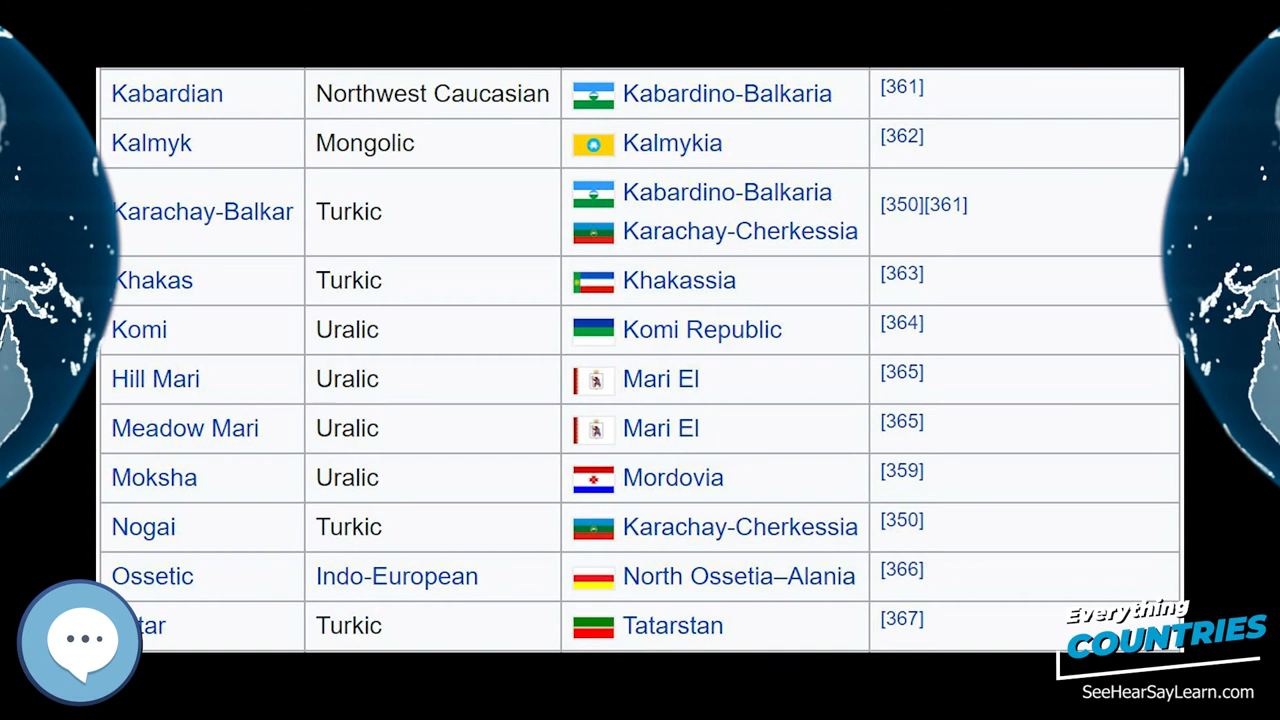 Kabardian Northwest Caucasian Kabardino-Balkaria [361]
Kalmyk Mongolic Kalmykia [362]
Karachay-Balkar Turkic Kabardino-Balkaria [350][361]
Karachay-Cherkessia
Khakas Turkic Khakassia [363]
Komi Uralic Komi Republic [364]
Hill Mari Uralic Mari El [365]
Meadow Mari Uralic Mari El [365]
Moksha Uralic Mordovia [359]
Nogai Turkic Karachay-Cherkessia [350]
Ossetic Indo-European North Ossetia–Alania [366]
tar Turkic Tatarstan [367]
Everything
COUNTRIES
SeeHearSayLearn.com